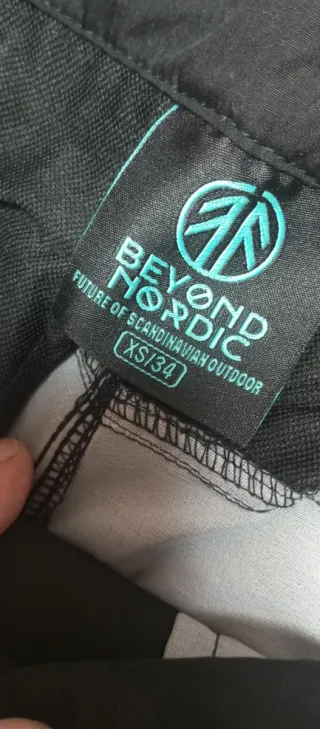 BEYOND
NORDIC
FUTURE OF SCANDINAVIAN OUTDOOR
XS/34